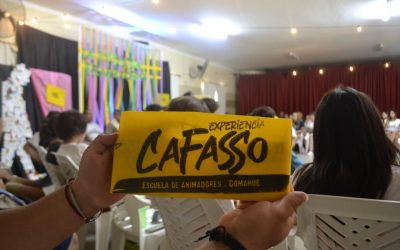 EXPERIENCIA
CAFASSO
ESCUELA DE ANIMADORES . COMAHUE